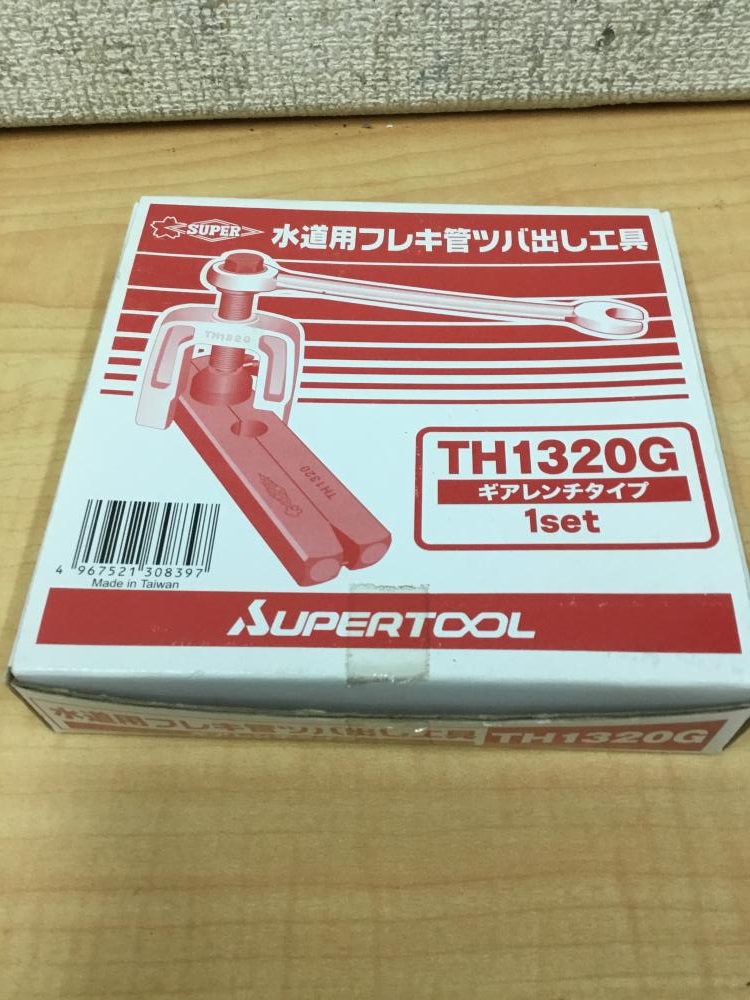 SUPER
水道用フレキ管ツバ出し工具
TH1320G
TH1320
TH1320G
ギアレンチタイプ
1set
4 967521 308397
Made in Taiwan
SUPERTOOL
水道用フレキ管ツバ出し工具 TH1320G